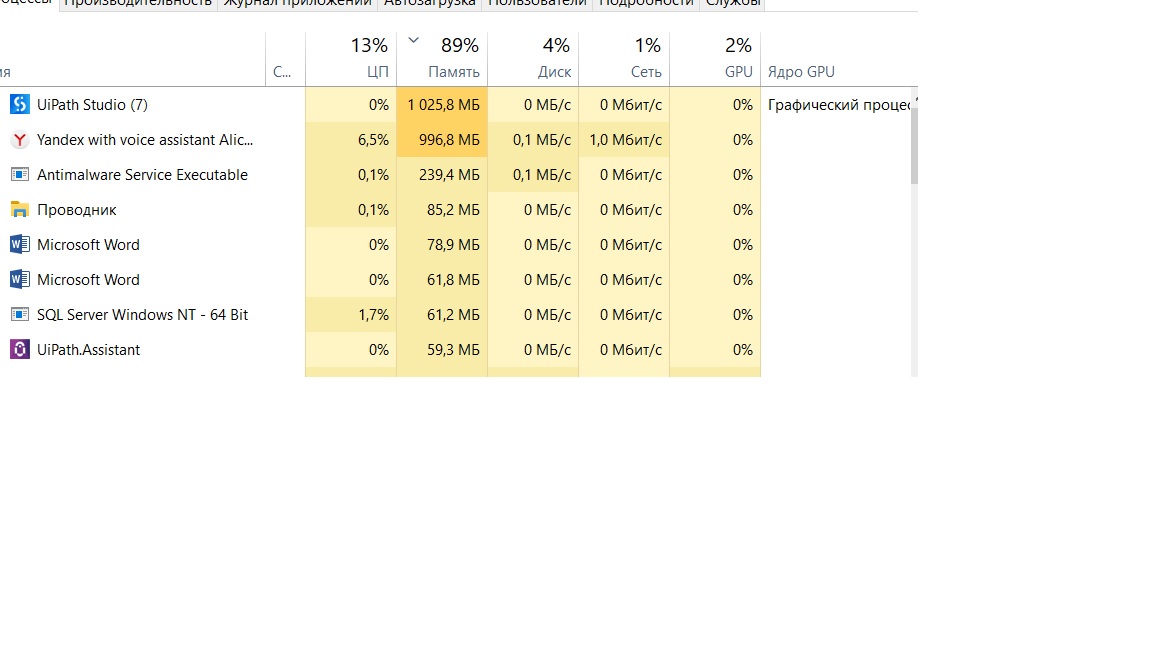 Производительность Журнал приложений Автозагрузка Пользователи Подробности Службы
13% 89% 4% 1% 2%
С... ЦП Память Диск Сеть GPU Ядро GPU
UiPath Studio (7) 0% 1 025,8 МБ 0 МБ/с 0 Мбит/с 0% Графический процес
Yandex with voice assistant Alic... 6,5% 996,8 МБ 0,1 МБ/с 1,0 Мбит/с 0%
Antimalware Service Executable 0,1% 239,4 МБ 0,1 МБ/с 0 Мбит/с 0%
Проводник 0,1% 85,2 МБ 0 МБ/с 0 Мбит/с 0%
Microsoft Word 0% 78,9 МБ 0 МБ/с 0 Мбит/с 0%
Microsoft Word 0% 61,8 МБ 0 МБ/с 0 Мбит/с 0%
SQL Server Windows NT - 64 Bit 1,7% 61,2 МБ 0 МБ/с 0 Мбит/с 0%
UiPath.Assistant 0% 59,3 МБ 0 МБ/с 0 Мбит/с 0%